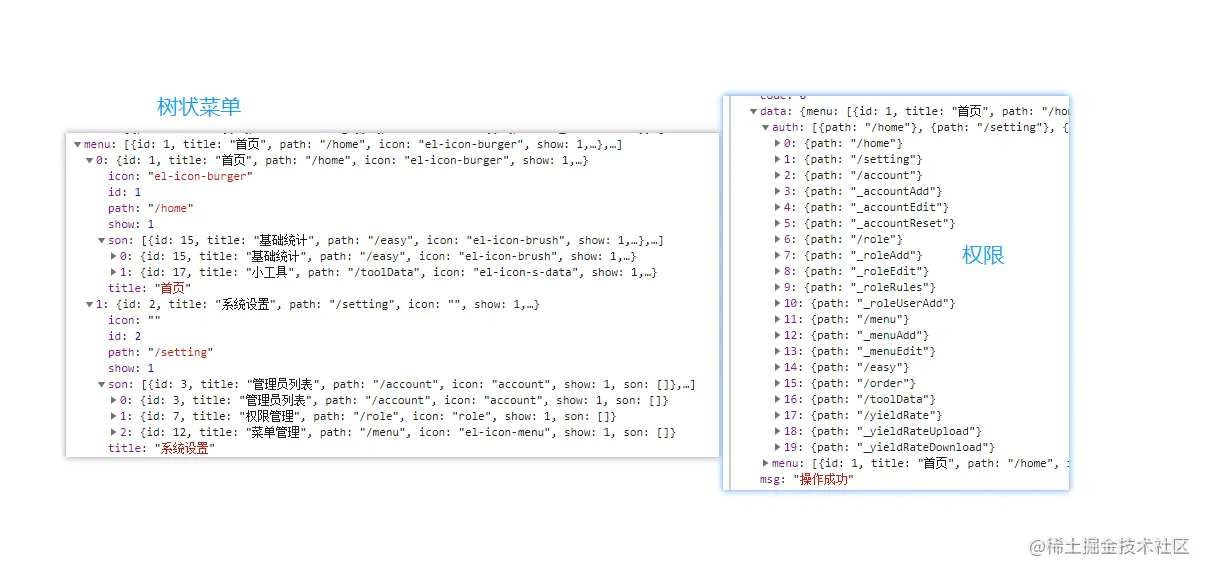 树状菜单
menu: [{id: 1, title: "首页", path: "/home", icon: "el-icon-burger", show: 1,…},…]
0: {id: 1, title: "首页", path: "/home", icon: "el-icon-burger", show: 1,…}
icon: "el-icon-burger"
id: 1
path: "/home"
show: 1
son: [{id: 15, title: "基础统计", path: "/easy", icon: "el-icon-brush", show: 1,…},…]
0: {id: 15, title: "基础统计", path: "/easy", icon: "el-icon-brush", show: 1,…}
1: {id: 17, title: "小工具", path: "/toolData", icon: "el-icon-s-data", show: 1,…}
title: "首页"
1: {id: 2, title: "系统设置", path: "/setting", icon: "", show: 1,…}
icon: ""
id: 2
path: "/setting"
show: 1
son: [{id: 3, title: "管理员列表", path: "/account", icon: "account", show: 1, son: []},…]
0: {id: 3, title: "管理员列表", path: "/account", icon: "account", show: 1, son: []}
1: {id: 7, title: "权限管理", path: "/role", icon: "role", show: 1, son: []}
2: {id: 12, title: "菜单管理", path: "/menu", icon: "el-icon-menu", show: 1, son: []}
title: "系统设置"
data: {menu: [{id: 1, title: "首页", path: "/ho
auth: [{path: "/home"}, {path: "/setting"}, {
0: {path: "/home"}
1: {path: "/setting"}
2: {path: "/account"}
3: {path: "_accountAdd"}
4: {path: "_accountEdit"}
5: {path: "_accountReset"}
6: {path: "/role"}
7: {path: "_roleAdd"}
8: {path: "_roleEdit"}
9: {path: "_roleRules"}
10: {path: "_roleUserAdd"}
11: {path: "/menu"}
12: {path: "_menuAdd"}
13: {path: "_menuEdit"}
14: {path: "/easy"}
15: {path: "/order"}
16: {path: "/toolData"}
17: {path: "/yieldRate"}
18: {path: "_yieldRateUpload"}
19: {path: "_yieldRateDownload"}
menu: [{id: 1, title: "首页", path: "/home",
msg: "操作成功"
权限
@稀土掘金技术社区